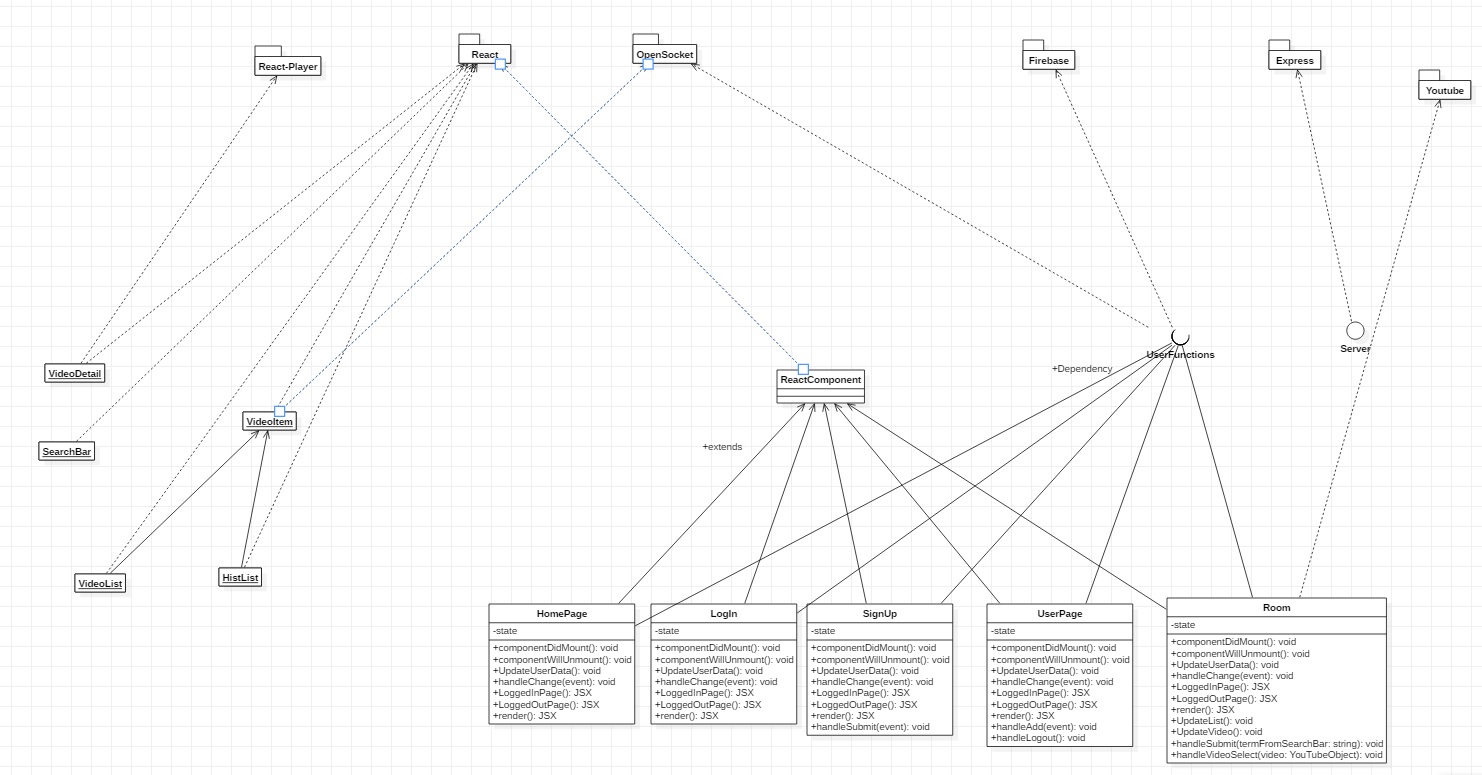 React-Player
React
OpenSocket
Firebase
Express
Youtube
Server
UserFunctions
+Dependency
VideoDetail
ReactComponent
VideoItem
SearchBar
+extends
VideoList
HistList
HomePage
-state
+componentDidMount(): void
+componentWillUnmount(): void
+UpdateUserData(): void
+handleChange(event): void
+LoggedInPage(): JSX
+LoggedOutPage(): JSX
+render(): JSX
LogIn
-state
+componentDidMount(): void
+componentWillUnmount(): void
+UpdateUserData(): void
+handleChange(event): void
+LoggedInPage(): JSX
+LoggedOutPage(): JSX
+render(): JSX
SignUp
-state
+componentDidMount(): void
+componentWillUnmount(): void
+UpdateUserData(): void
+handleChange(event): void
+LoggedInPage(): JSX
+LoggedOutPage(): JSX
+render(): JSX
+handleSubmit(event): void
UserPage
-state
+componentDidMount(): void
+componentWillUnmount(): void
+UpdateUserData(): void
+handleChange(event): void
+LoggedInPage(): JSX
+LoggedOutPage(): JSX
+render(): JSX
+handleAdd(event): void
+handleLogout(): void
Room
-state
+componentDidMount(): void
+componentWillUnmount(): void
+UpdateUserData(): void
+handleChange(event): void
+LoggedInPage(): JSX
+LoggedOutPage(): JSX
+render(): JSX
+UpdateList(): void
+UpdateVideo(): void
+handleSubmit(termFromSearchBar: string): void
+handleVideoSelect(video: YouTubeObject): void